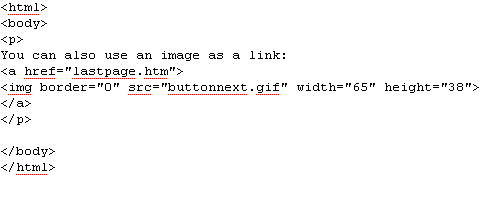 <html>
<body>
<p>
You can also use an image as a link:
<a href="lastpage.htm">
<img border="0" src="buttonnext.gif" width="65" height="38">
</a>
</p>
</body>
</html>